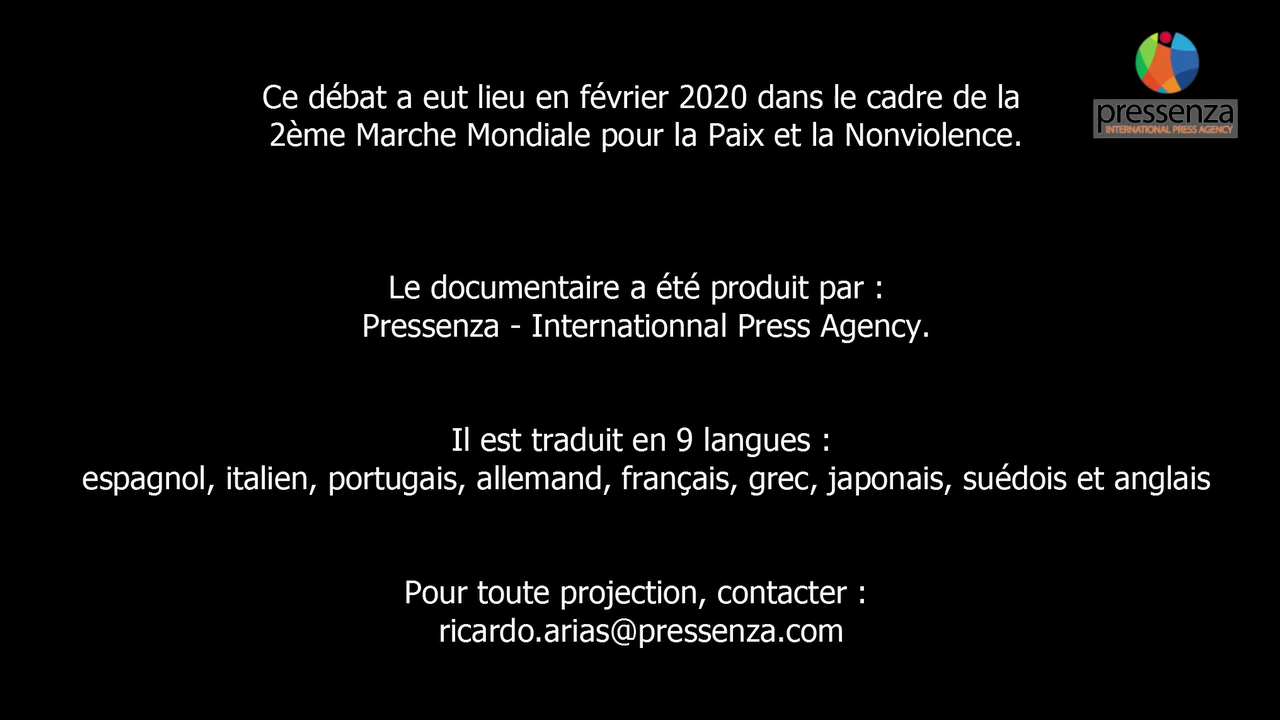 Ce débat a eut lieu en février 2020 dans le cadre de la
2ème Marche Mondiale pour la Paix et la Nonviolence.
pressenza
INTERNATIONAL PRESS AGENCY
Le documentaire a été produit par :
Pressenza - Internationnal Press Agency.
Il est traduit en 9 langues :
espagnol, italien, portugais, allemand, français, grec, japonais, suédois et anglais
Pour toute projection, contacter :
ricardo.arias@pressenza.com